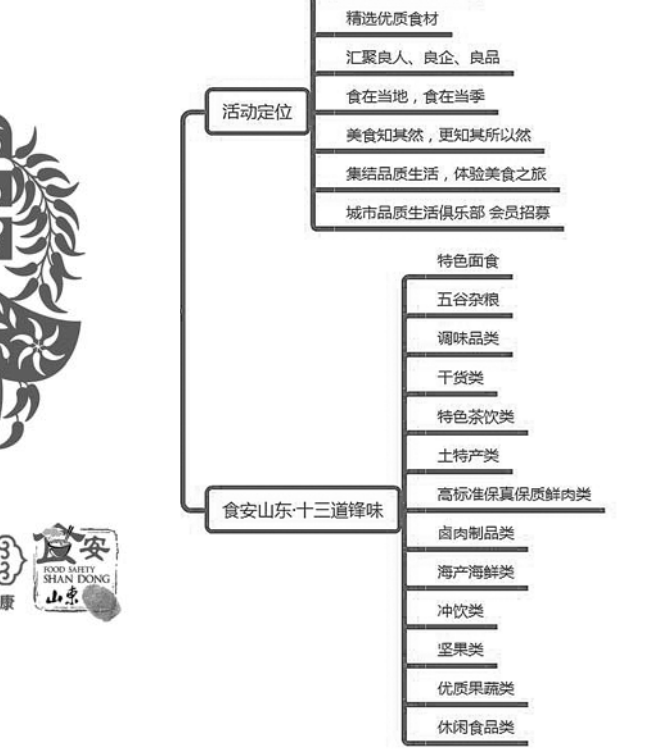 精选优质食材
汇聚良人、良企、良品
食在当地，食在当季
活动定位
美食知其然，更知其所以然
集结品质生活，体验美食之旅
城市品质生活俱乐部 会员招募
特色面食
五谷杂粮
调味品类
干货类
特色茶饮类
土特产类
高标准保真保质鲜肉类
食安山东·十三道锋味
卤肉制品类
海产海鲜类
冲饮类
坚果类
优质果蔬类
休闲食品类
康
食安
FOOD SAFETY
SHAN DONG
山东